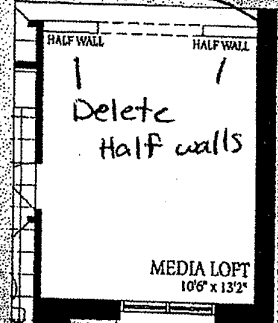 HALF WALL HALF WALL
Delete
Half walls
MEDIA LOFT
10'6" x 13'2"